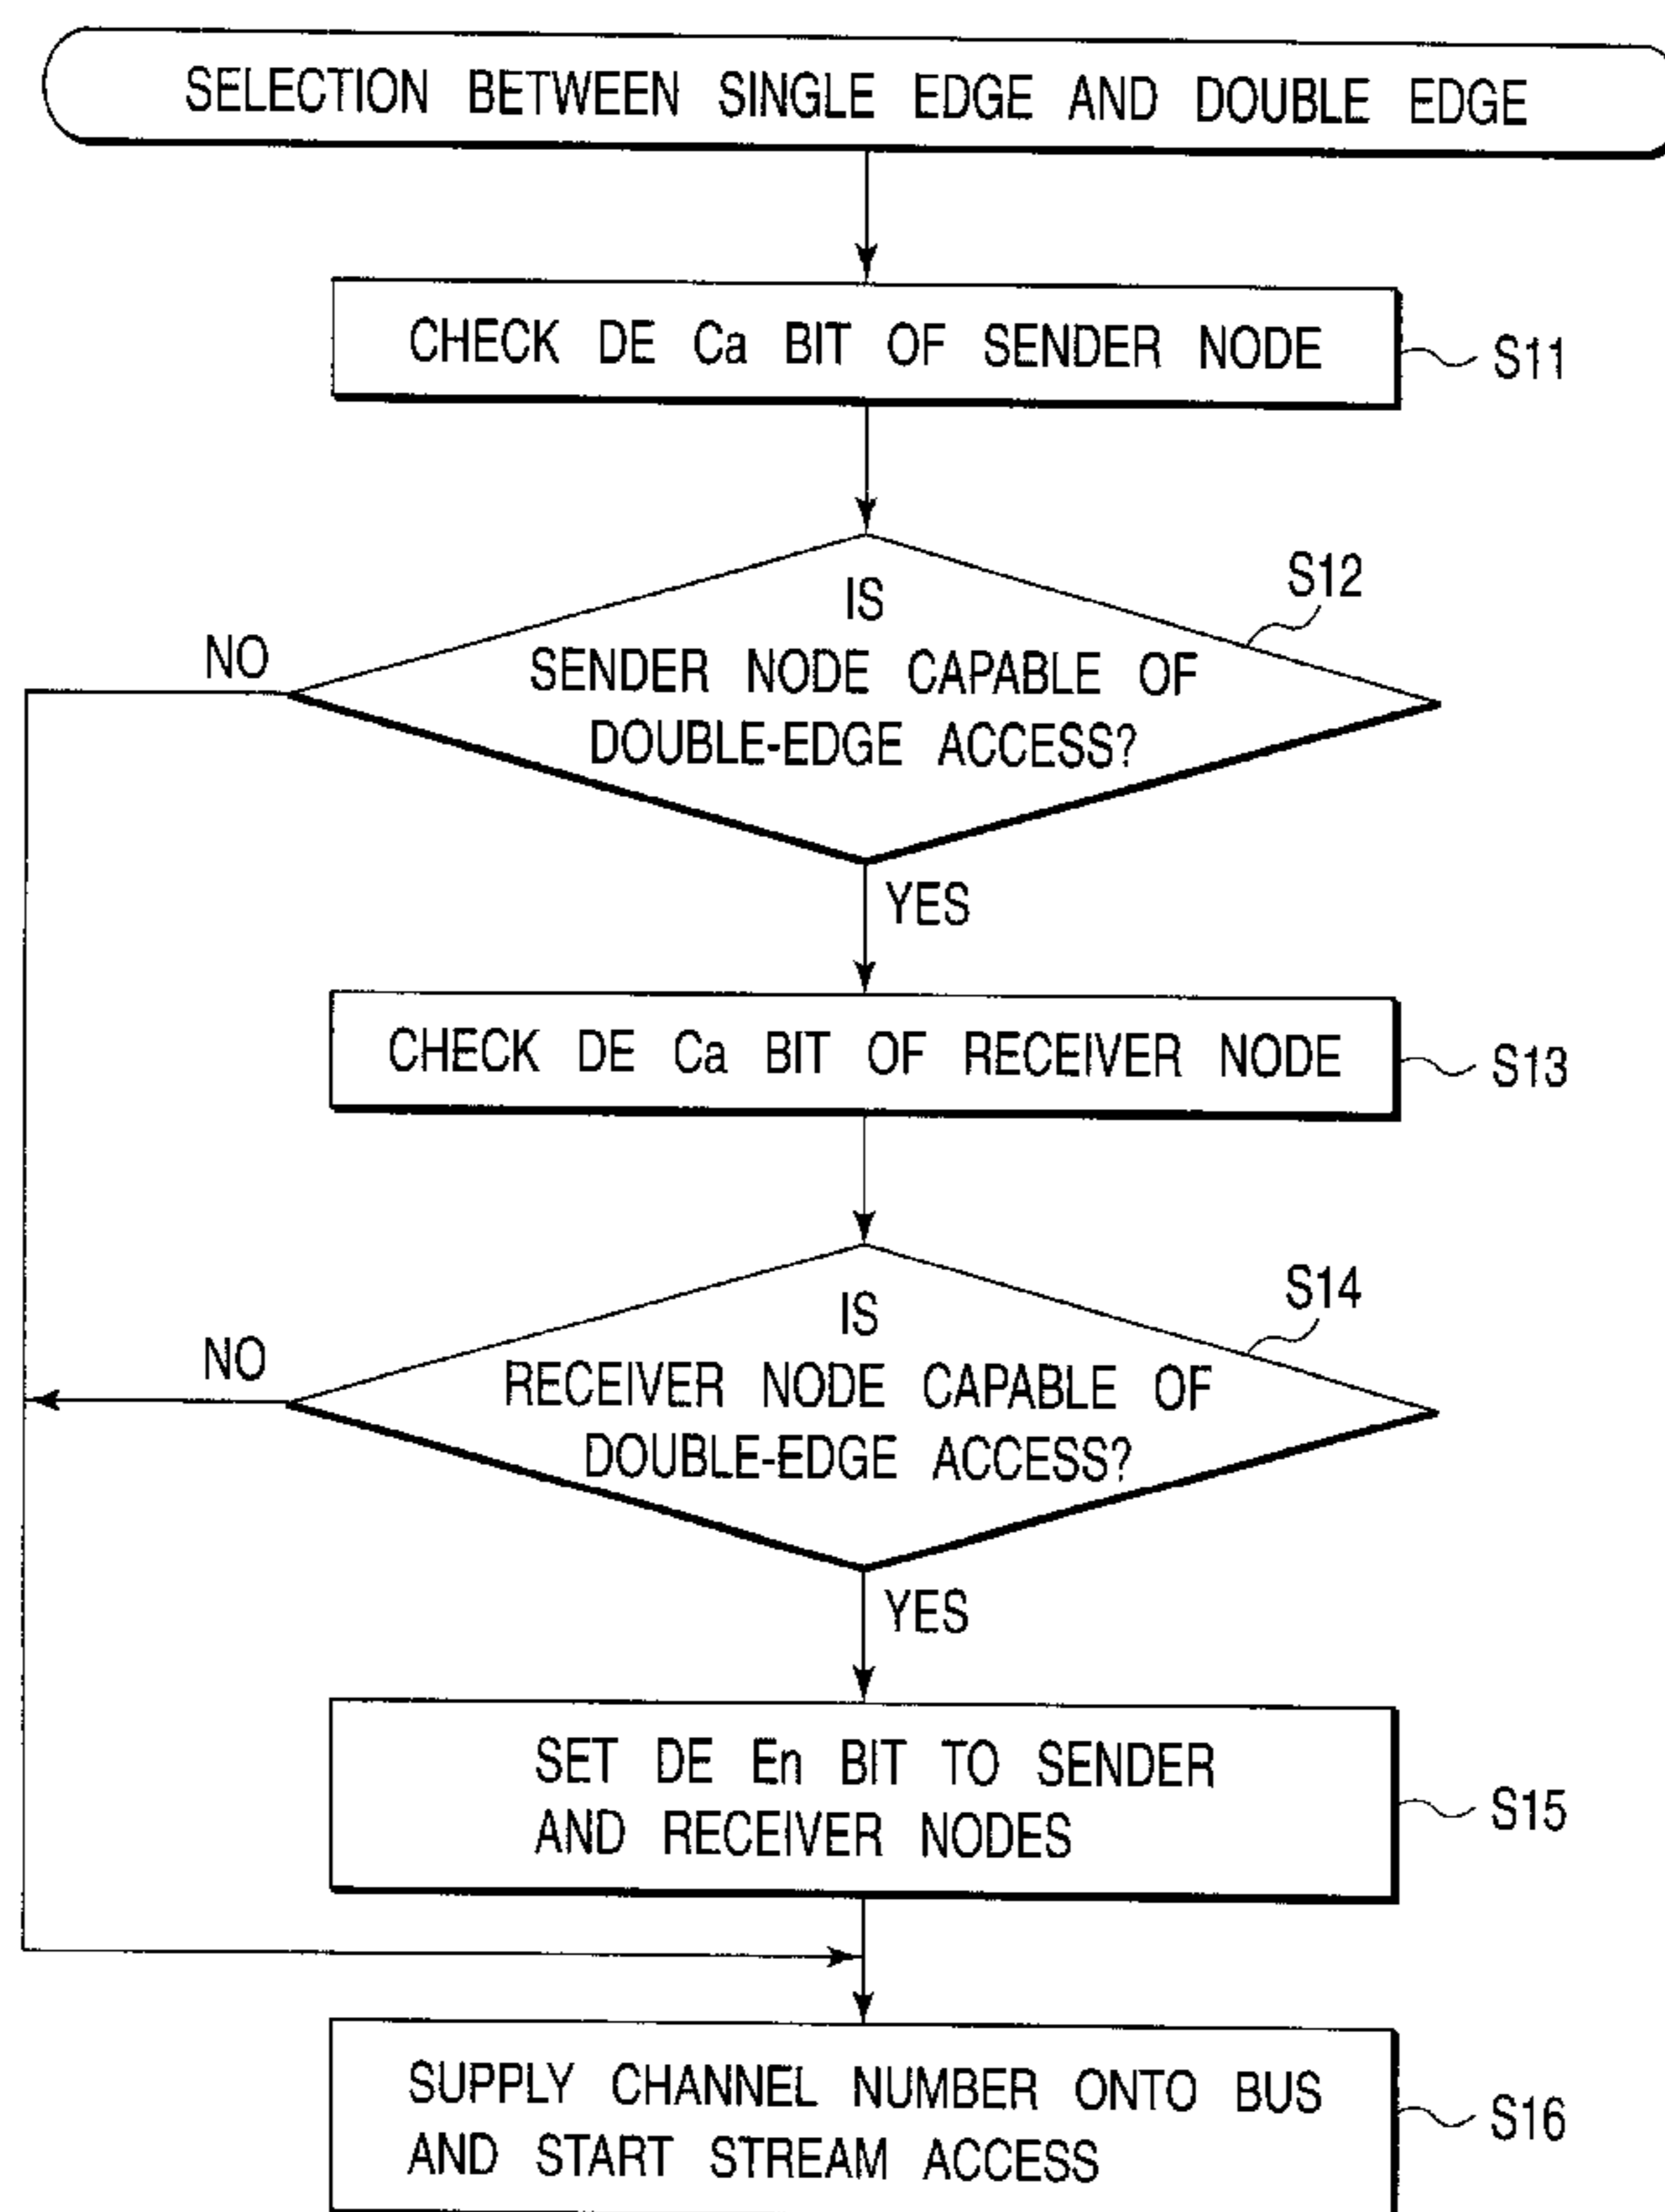 SELECTION BETWEEN SINGLE EDGE AND DOUBLE EDGE
CHECK DE Ca BIT OF SENDER NODE
S11
S12
IS
SENDER NODE CAPABLE OF
DOUBLE-EDGE ACCESS?
NO
YES
CHECK DE Ca BIT OF RECEIVER NODE
S13
S14
IS
RECEIVER NODE CAPABLE OF
DOUBLE-EDGE ACCESS?
NO
YES
SET DE En BIT TO SENDER
AND RECEIVER NODES
S15
SUPPLY CHANNEL NUMBER ONTO BUS
AND START STREAM ACCESS
S16